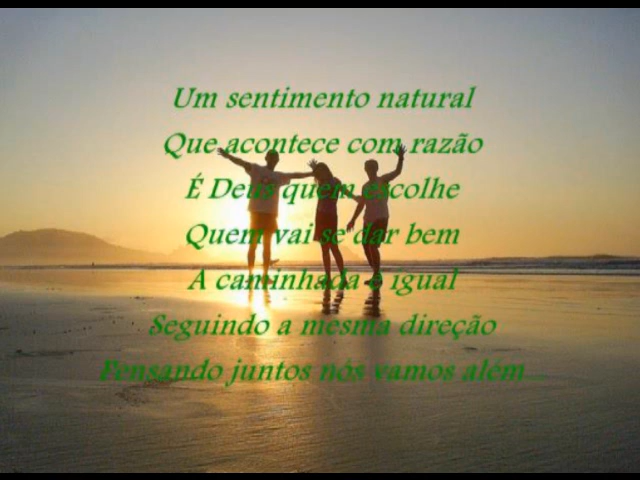 Um sentimento natural
Que acontece com razão
É Deus quem escolhe
Quem vai se dar bem
A caminhada é igual
Seguindo a mesma direção
Pensando juntos nós vamos além...